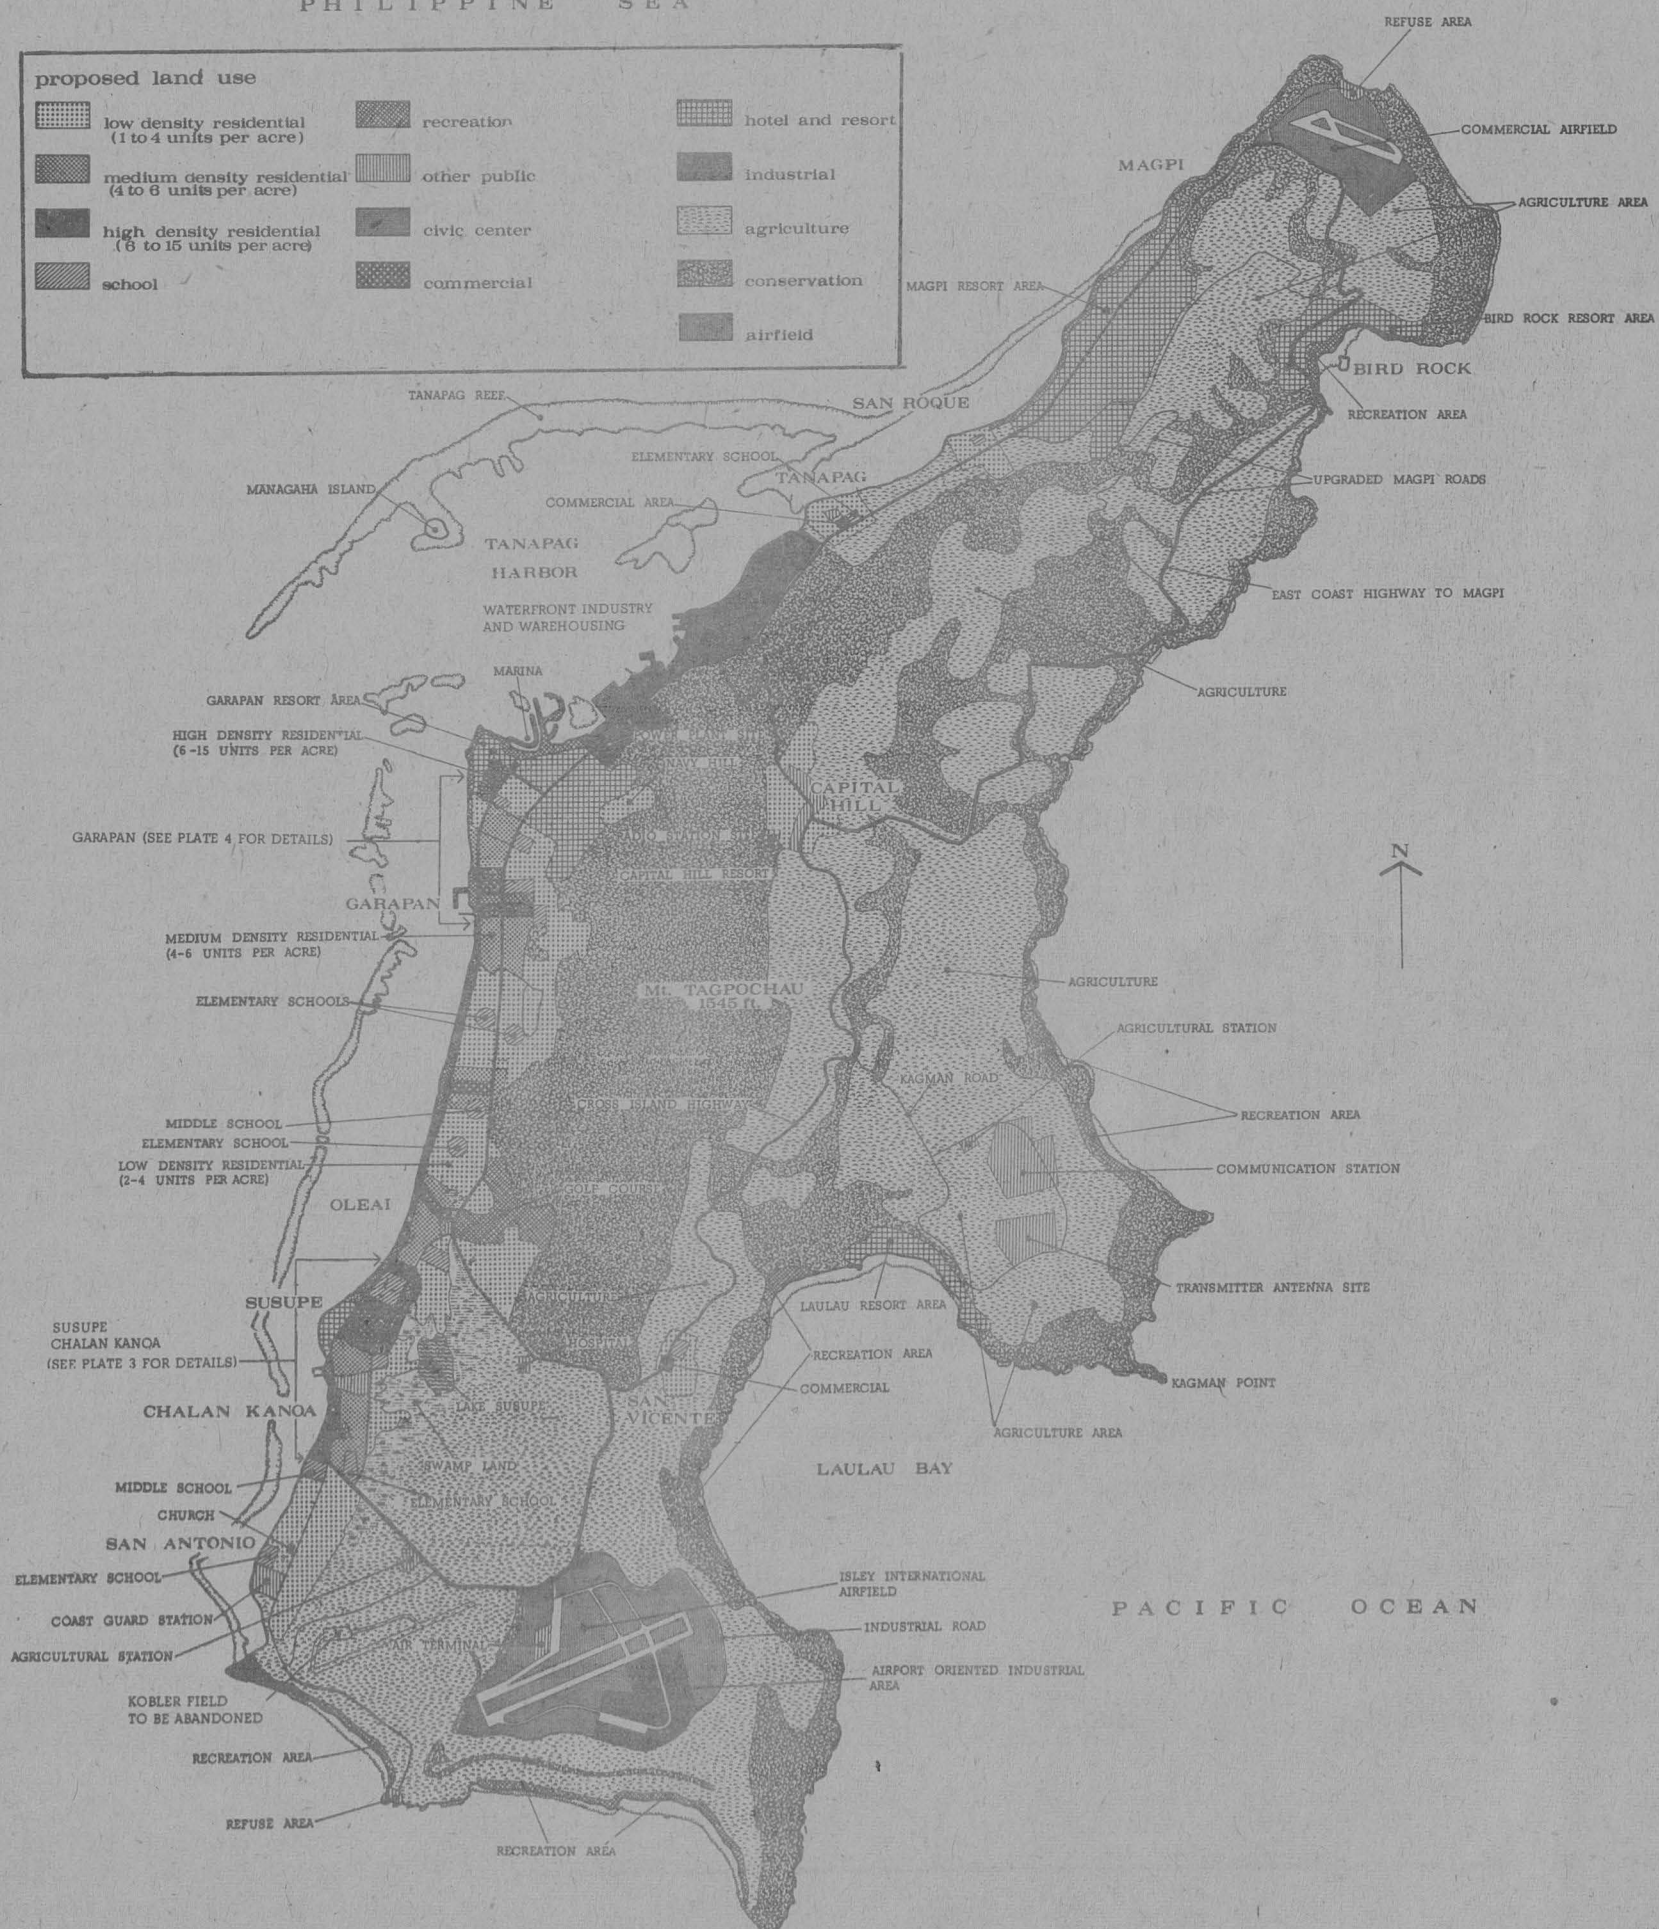 PHILIPPINE SEA
proposed land use
low density residential
(1 to 4 units per acre)
medium density residential
(4 to 6 units per acre)
high density residential
(6 to 15 units per acre)
school
recreation
other public
civic center
commercial
hotel and resort
industrial
agriculture
conservation
airfield
REFUSE AREA
COMMERCIAL AIRFIELD
MAGPI
AGRICULTURE AREA
MAGPI RESORT AREA
BIRD ROCK RESORT AREA
BIRD ROCK
RECREATION AREA
TANAPAG REEF
SAN ROQUE
ELEMENTARY SCHOOL
TANAPAG
UPGRADED MAGPI ROADS
MANAGAHA ISLAND
COMMERCIAL AREA
TANAPAG
HARBOR
EAST COAST HIGHWAY TO MAGPI
WATERFRONT INDUSTRY
AND WAREHOUSING
MARINA
AGRICULTURE
GARAPAN RESORT AREA
HIGH DENSITY RESIDENTIAL
(6-15 UNITS PER ACRE)
POWER PLANT SITE
NAVY HILL
CAPITAL
HILL
GARAPAN (SEE PLATE 4 FOR DETAILS)
RADIO STATION SITE
N
CAPITAL HILL RESORT
GARAPAN
MEDIUM DENSITY RESIDENTIAL
(4-6 UNITS PER ACRE)
AGRICULTURE
Mt. TAGPOCHAU
1545 ft.
ELEMENTARY SCHOOLS
AGRICULTURAL STATION
KAGMAN ROAD
CROSS ISLAND HIGHWAY
RECREATION AREA
MIDDLE SCHOOL
ELEMENTARY SCHOOL
LOW DENSITY RESIDENTIAL
(2-4 UNITS PER ACRE)
COMMUNICATION STATION
GOLF COURSE
OLEAI
TRANSMITTER ANTENNA SITE
AGRICULTURE
SUSUPE
LAULAU RESORT AREA
SUSUPE
CHALAN KANOA
(SEE PLATE 3 FOR DETAILS)
HOSPITAL
RECREATION AREA
COMMERCIAL
KAGMAN POINT
CHALAN KANOA
LAKE SUSUPE
SAN
VICENTE
AGRICULTURE AREA
SWAMP LAND
LAULAU BAY
MIDDLE SCHOOL
ELEMENTARY SCHOOL
CHURCH
SAN ANTONIO
ELEMENTARY SCHOOL
ISLEY INTERNATIONAL
AIRFIELD
PACIFIC OCEAN
COAST GUARD STATION
INDUSTRIAL ROAD
AGRICULTURAL STATION
AIR TERMINAL
AIRPORT ORIENTED INDUSTRIAL
AREA
KOBLER FIELD
TO BE ABANDONED
RECREATION AREA
REFUSE AREA
RECREATION AREA